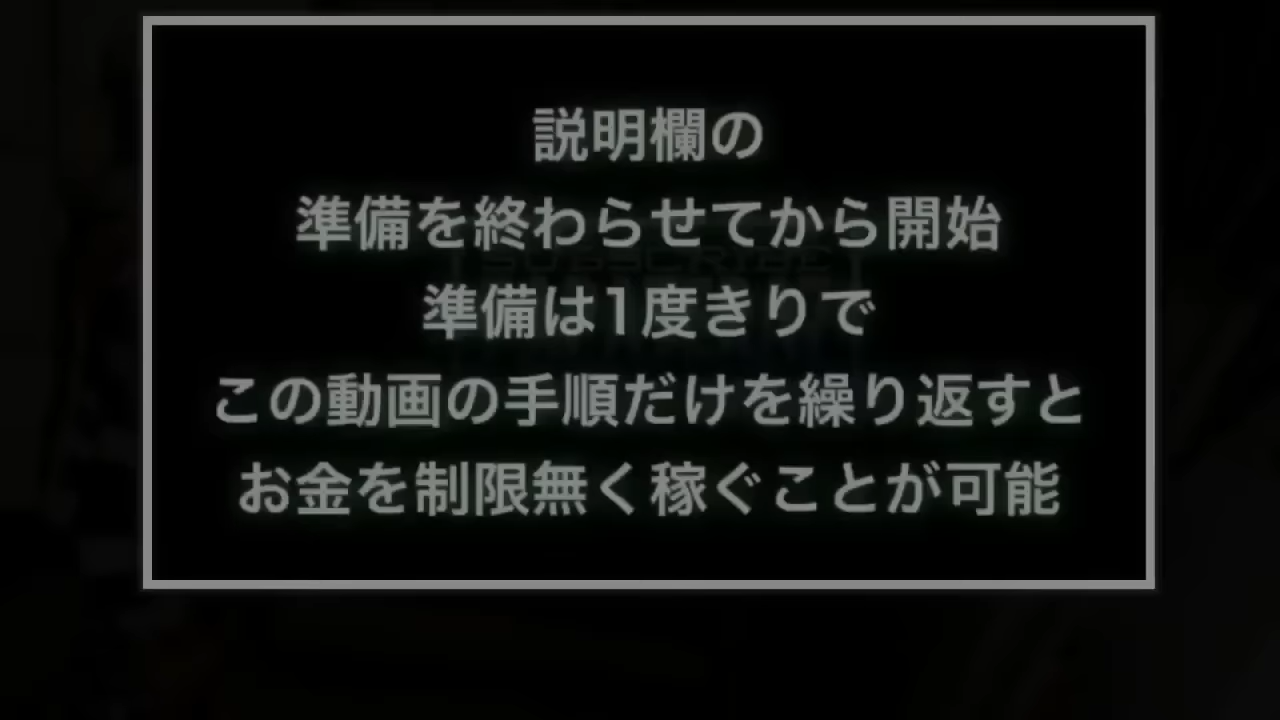 説明欄の
準備を終わらせてから開始
準備は1度きりで
この動画の手順だけを繰り返すと
お金を制限無く稼ぐことが可能